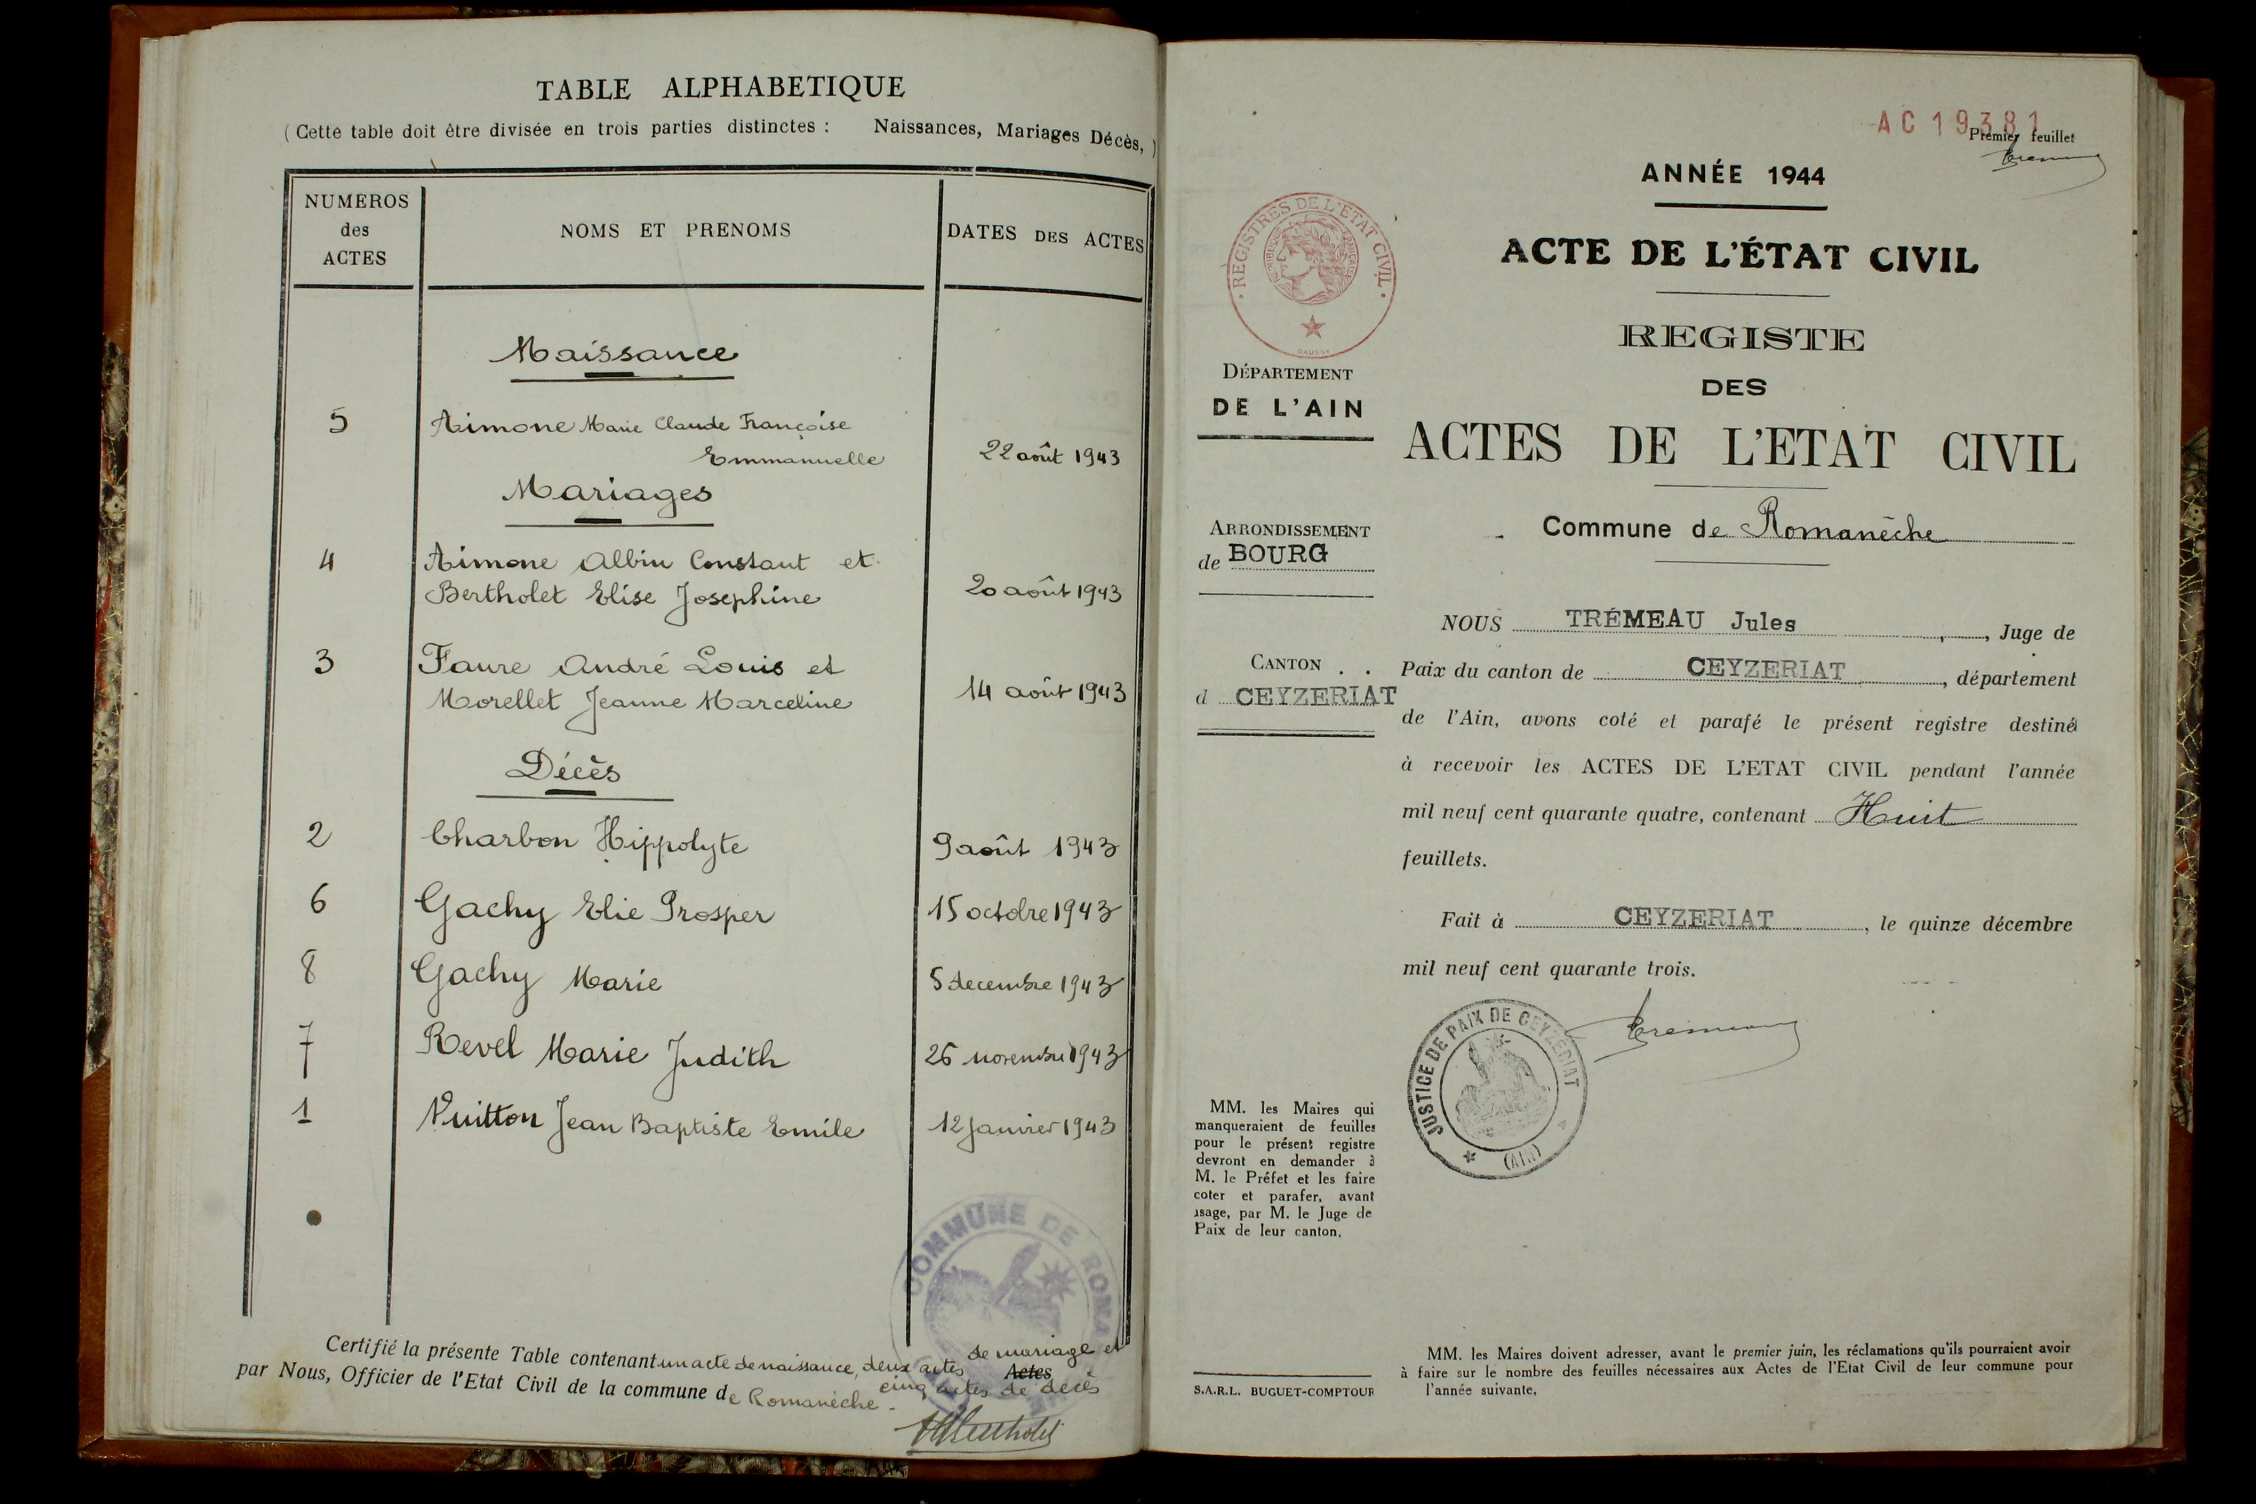 TABLE ALPHABETIQUE
( Cette table doit être divisée en trois parties distinctes : Naissances, Mariages Décès, )
NUMEROS
des
ACTES
NOMS ET PRENOMS
DATES DES ACTES
Naissance
5 Aimone Marie Claude Françoise
Emmanuelle 22 août 1943
Mariages
4 Aimone Albin Constant et
Bertholet Elise Josephine 20 août 1943
3 Faure André Louis et
Morellet Jeanne Marceline 14 août 1943
Décès
2 Charbon Hippolyte 9 août 1943
6 Gachy Elie Prosper 15 octobre 1943
8 Gachy Marie 5 decembre 1943
7 Revel Marie Judith 26 novembre 1943
1 Vuitton Jean Baptiste Emile 12 Janvier 1943
COMMUNE DE ROMA
Certifié la présente Table contenant un acte de naissance, deux actes de mariage et
Actes
cinq actes de décès
par Nous, Officier de l'Etat Civil de la commune de Romanèche.
AC19381
Premier feuillet
ANNÉE 1944
ACTE DE L'ÉTAT CIVIL
REGISTE
DES
ACTES DE L'ETAT CIVIL
Commune de Romanèche
· REGISTRES DE L'ETAT CIVIL ·
DÉPARTEMENT
DE L'AIN
ARRONDISSEMENT
de BOURG
CANTON . .
d CEYZERIAT
NOUS TRÉMEAU Jules , , Juge de
Paix du canton de CEYZERIAT , département
de l'Ain, avons coté et parafé le présent registre destiné
à recevoir les ACTES DE L'ETAT CIVIL pendant l'année
mil neuf cent quarante quatre, contenant Huit
feuillets.
Fait à CEYZERIAT , le quinze décembre
mil neuf cent quarante trois.
JUSTICE DE PAIX DE CEYZÉRIAT
(AIN)
MM. les Maires qui
manqueraient de feuilles
pour le présent registre
devront en demander à
M. le Préfet et les faire
coter et parafer, avant
usage, par M. le Juge de
Paix de leur canton.
S.A.R.L. BUGUET-COMPTOUR
MM. les Maires doivent adresser, avant le premier juin, les réclamations qu'ils pourraient avoir
à faire sur le nombre des feuilles nécessaires aux Actes de l'Etat Civil de leur commune pour
l'année suivante.